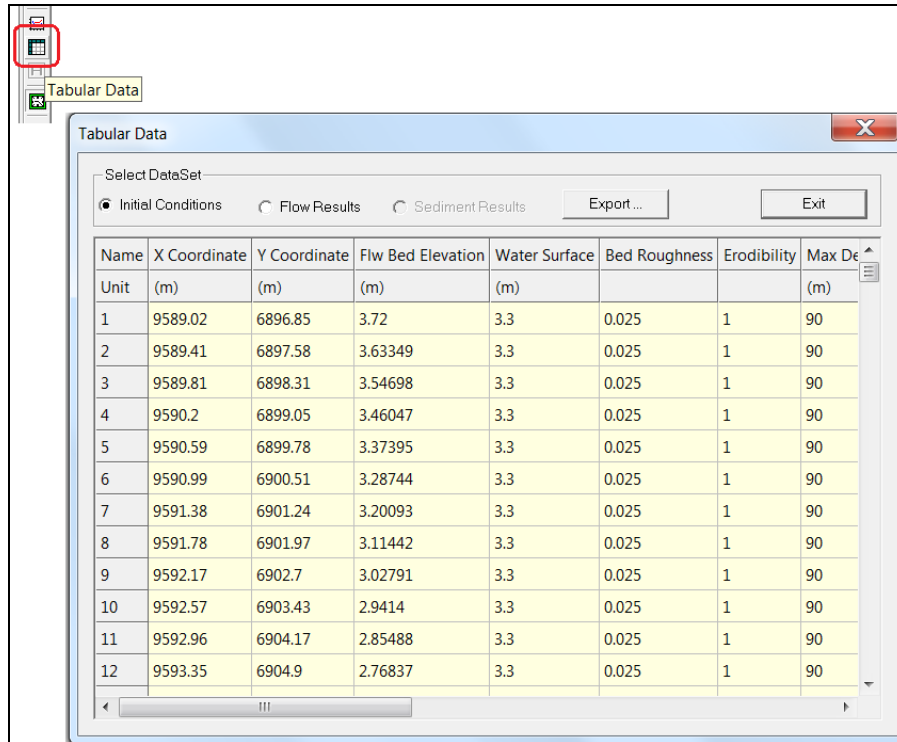 Tabular Data
Tabular Data
X
Select DataSet
Initial Conditions Flow Results Sediment Results Export ... Exit
Name X Coordinate Y Coordinate Flw Bed Elevation Water Surface Bed Roughness Erodibility Max De
Unit (m) (m) (m) (m) (m)
1 9589.02 6896.85 3.72 3.3 0.025 1 90
2 9589.41 6897.58 3.63349 3.3 0.025 1 90
3 9589.81 6898.31 3.54698 3.3 0.025 1 90
4 9590.2 6899.05 3.46047 3.3 0.025 1 90
5 9590.59 6899.78 3.37395 3.3 0.025 1 90
6 9590.99 6900.51 3.28744 3.3 0.025 1 90
7 9591.38 6901.24 3.20093 3.3 0.025 1 90
8 9591.78 6901.97 3.11442 3.3 0.025 1 90
9 9592.17 6902.7 3.02791 3.3 0.025 1 90
10 9592.57 6903.43 2.9414 3.3 0.025 1 90
11 9592.96 6904.17 2.85488 3.3 0.025 1 90
12 9593.35 6904.9 2.76837 3.3 0.025 1 90